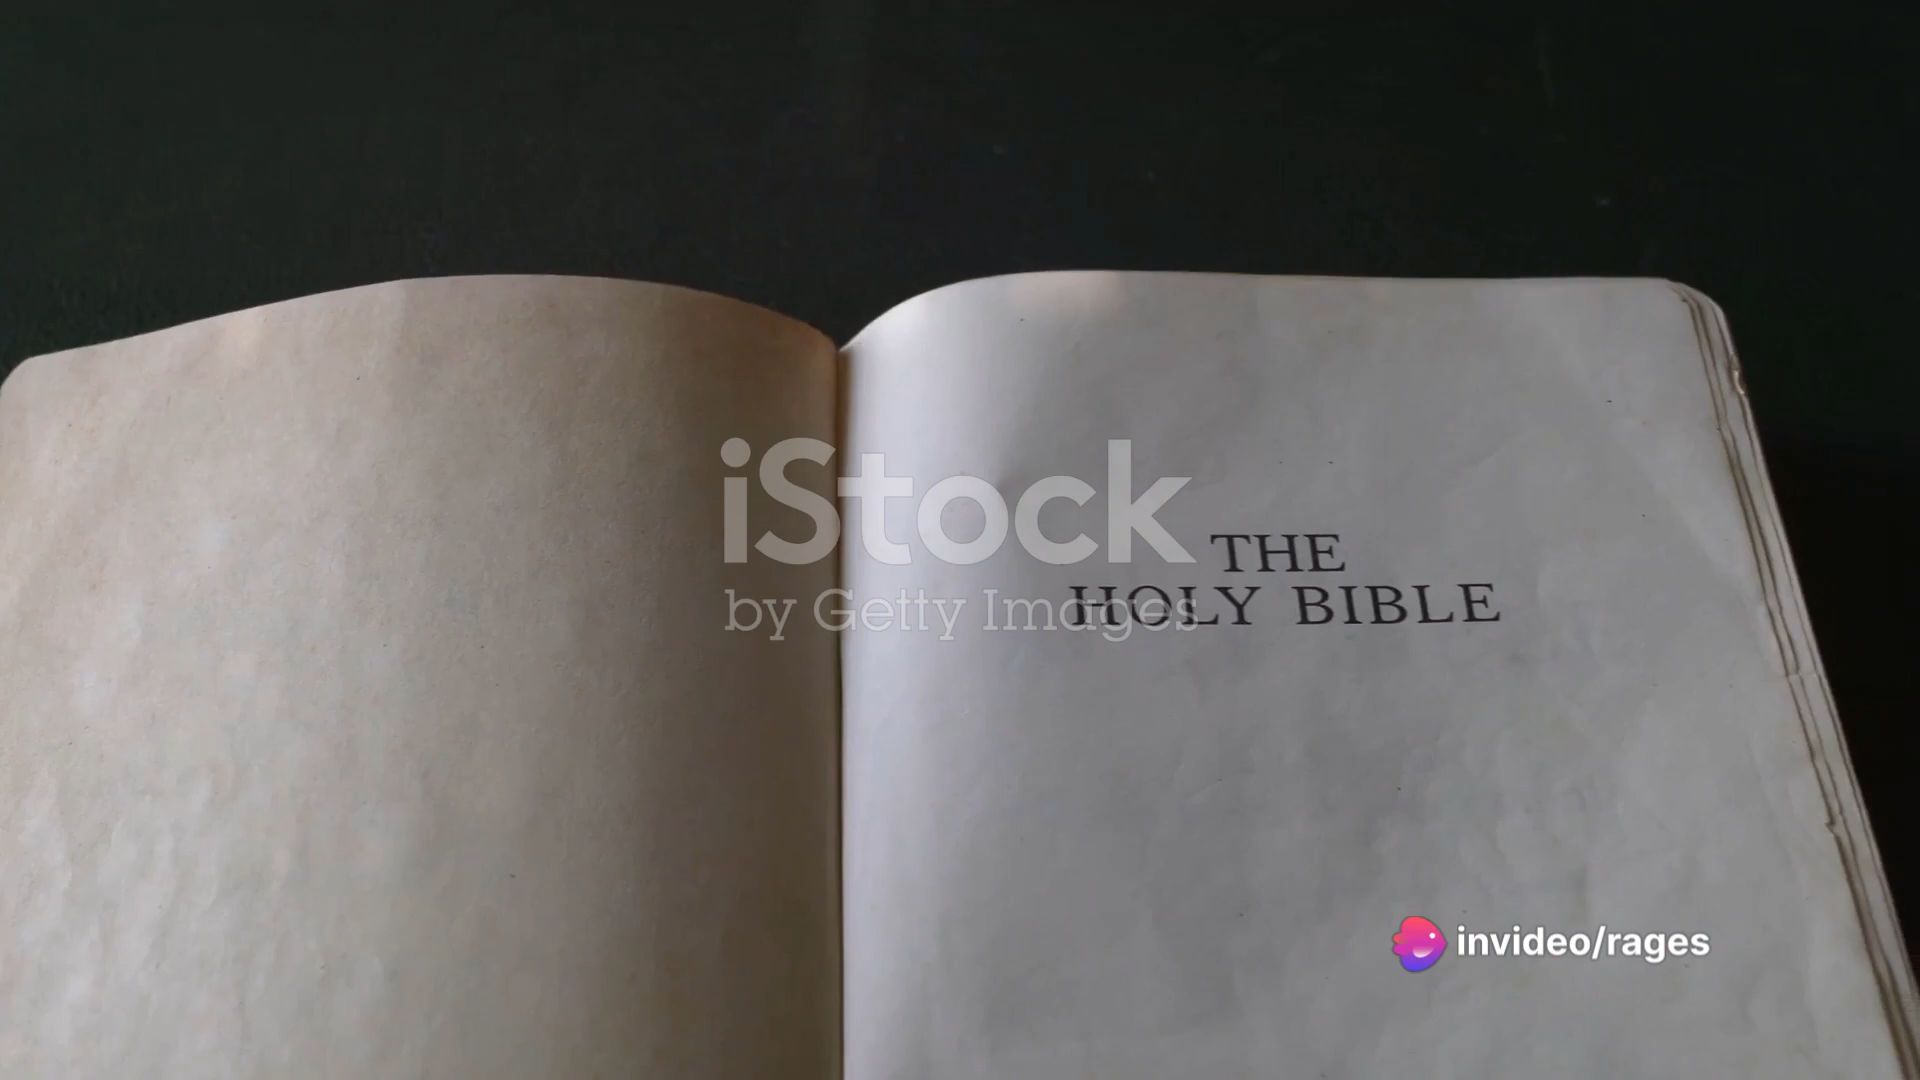 iStock
by Getty Images
THE
HOLY BIBLE
invideo/rages